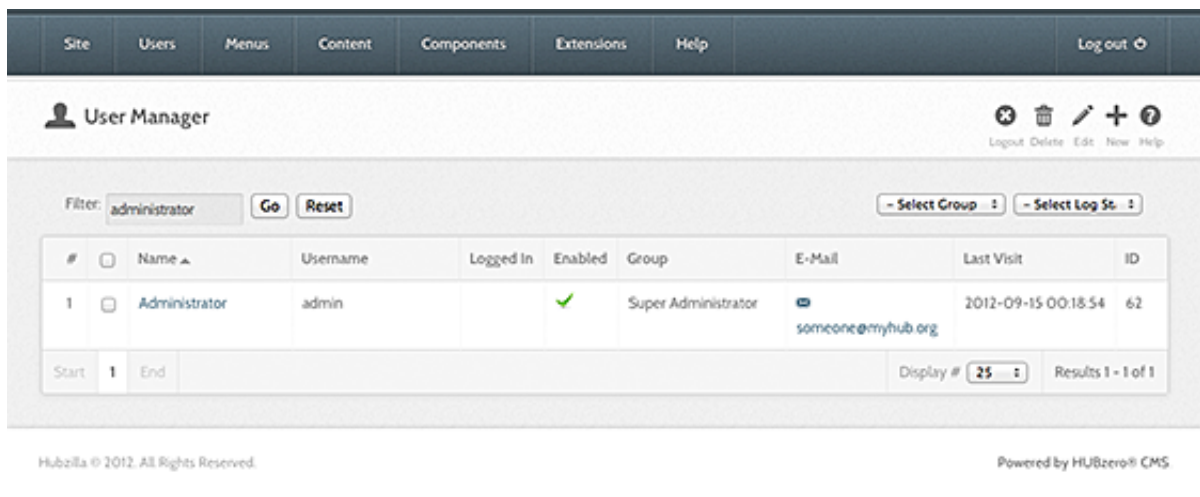 Site Users Menus Content Components Extensions Help Log out
User Manager
Logout Delete Edit New Help
Filter: administrator Go Reset - Select Group - Select Log St.
# Name Username Logged In Enabled Group E-Mail Last Visit ID
1 Administrator admin Super Administrator 2012-09-15 00:18:54 62
someone@myhub.org
Start 1 End Display # 25 Results 1 - 1 of 1
Hubzilla © 2012. All Rights Reserved. Powered by HUBzero® CMS.